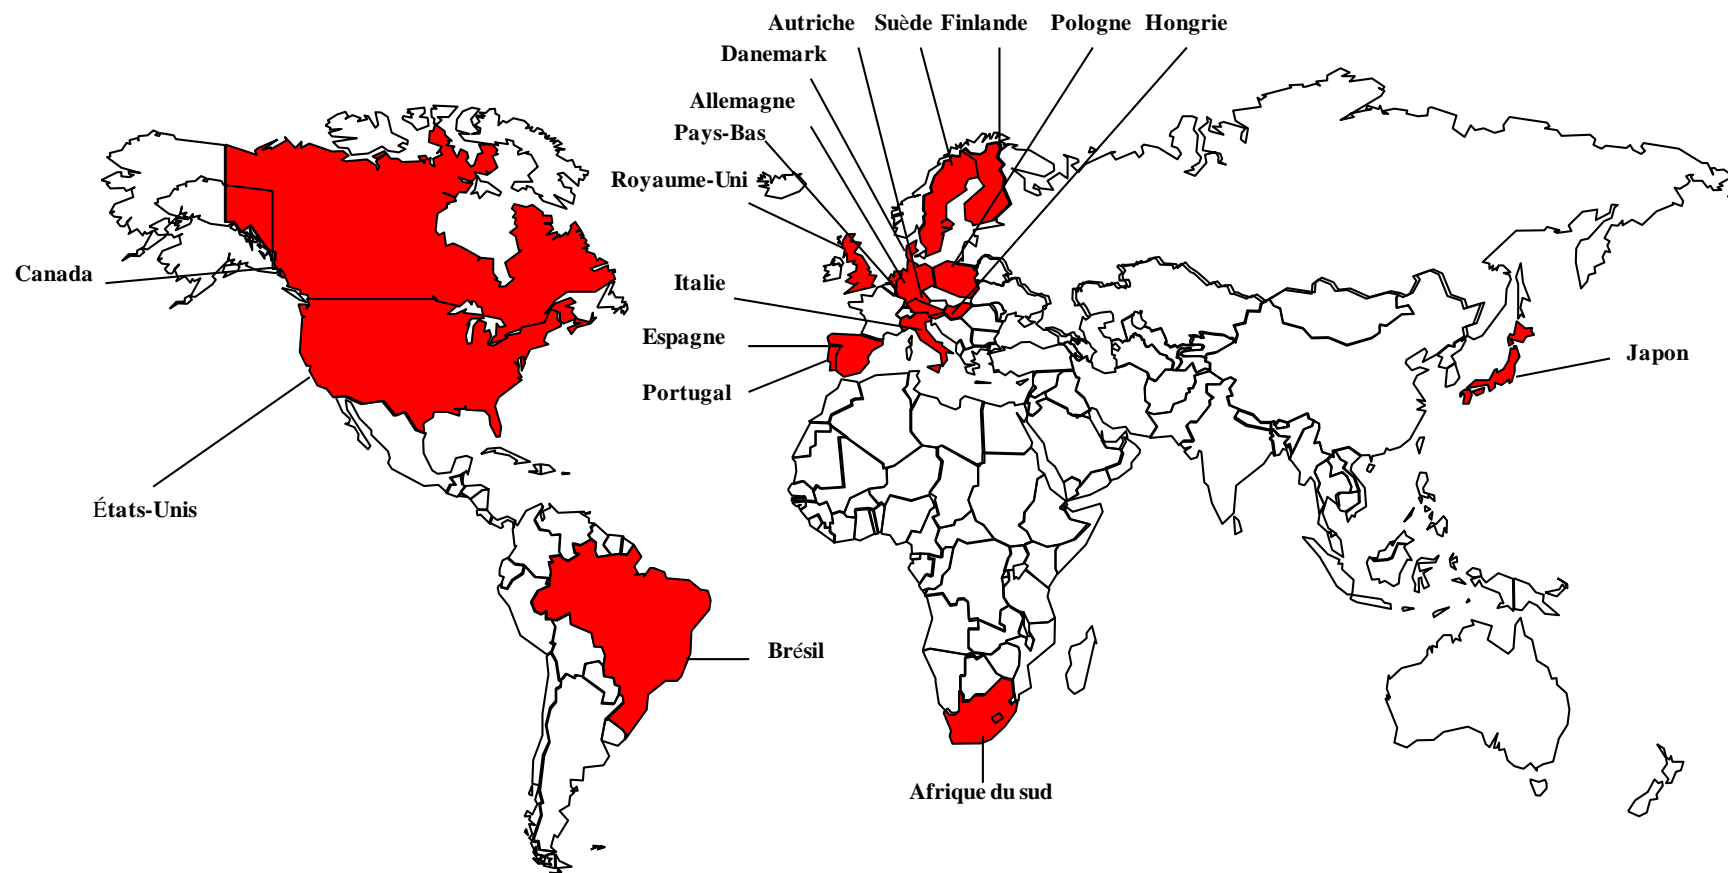 Autriche Suède Finlande Pologne Hongrie
Danemark
Allemagne
Pays-Bas
Royaume-Uni
Canada
Italie
Espagne
Japon
Portugal
États-Unis
Brésil
Afrique du sud